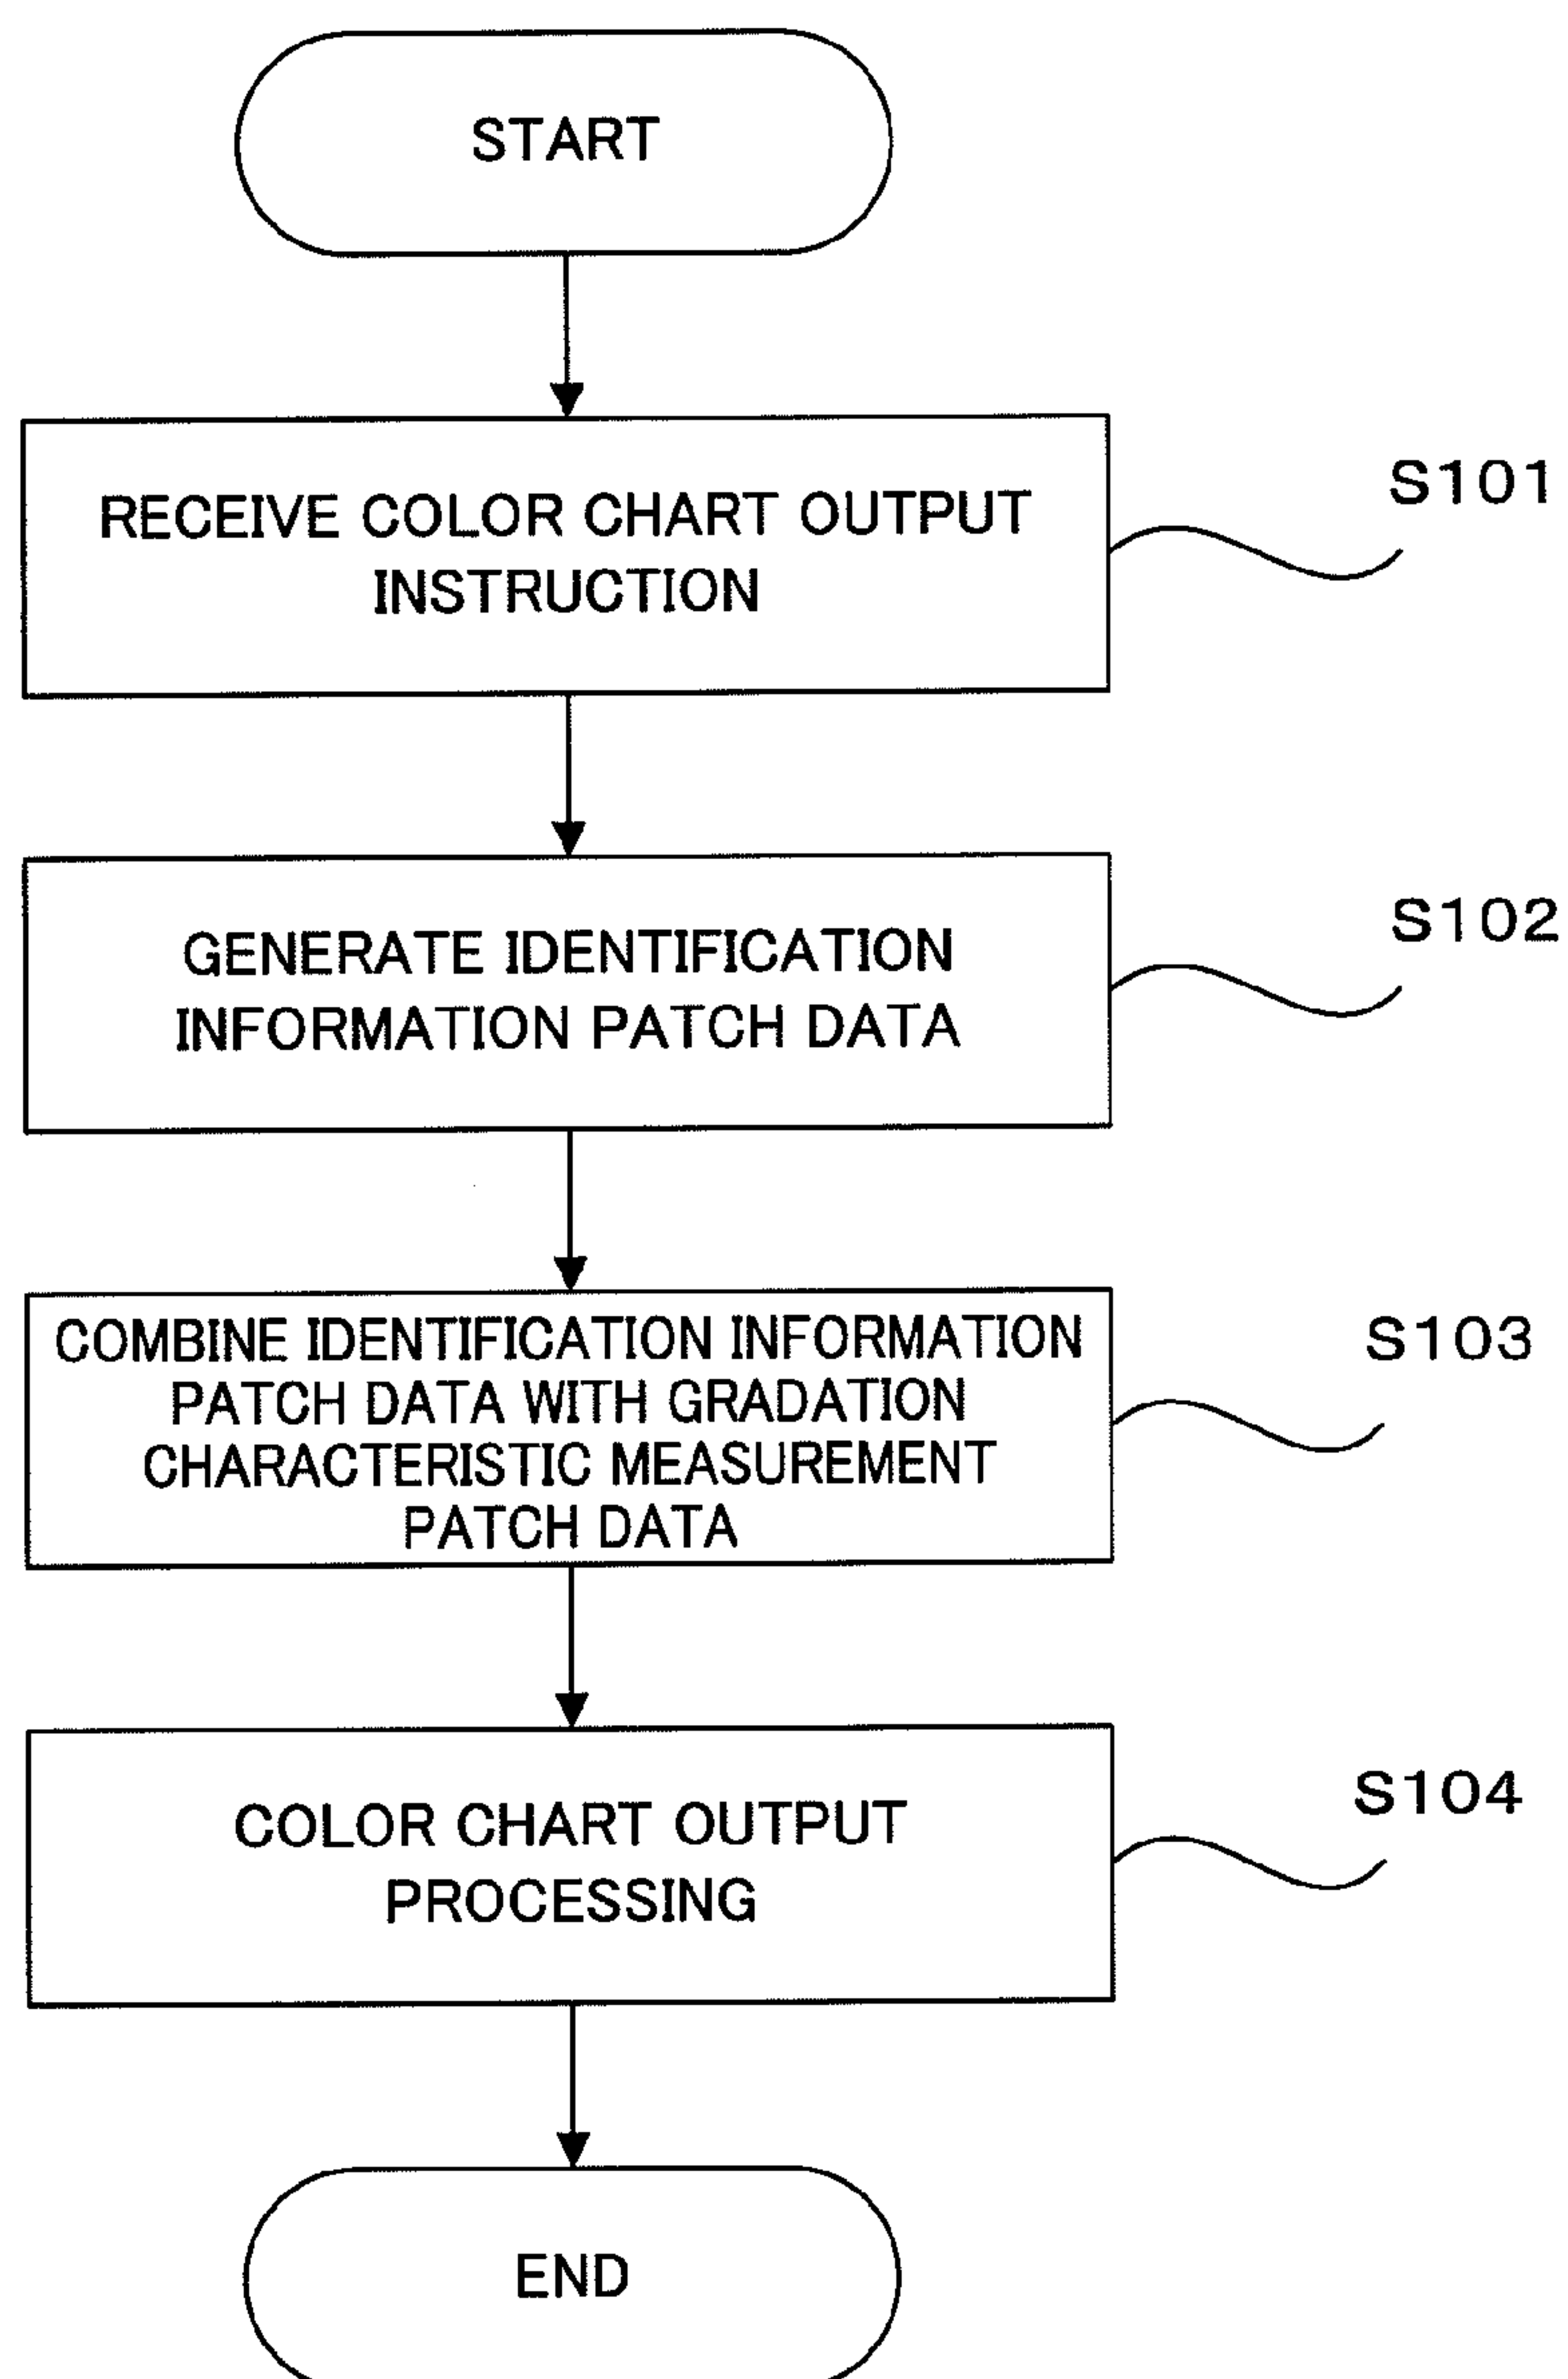 START
RECEIVE COLOR CHART OUTPUT
INSTRUCTION
S101
GENERATE IDENTIFICATION
INFORMATION PATCH DATA
S102
COMBINE IDENTIFICATION INFORMATION
PATCH DATA WITH GRADATION
CHARACTERISTIC MEASUREMENT
PATCH DATA
S103
COLOR CHART OUTPUT
PROCESSING
S104
END